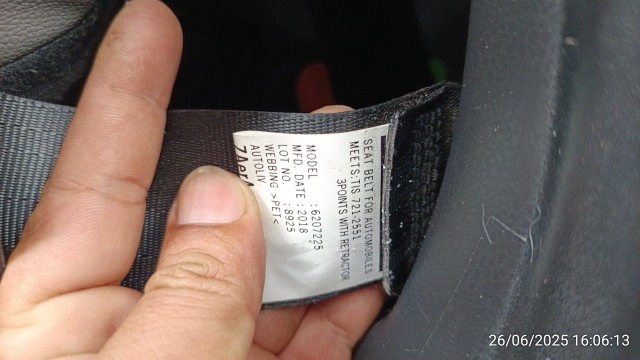 SEAT BELT FOR AUTOMOBILES
MEETS:TIS 721-2551
3POINTS WITH RETRACTOR
MODEL : 6207225
MFD. DATE : 2018
LOT NO. : 8925
WEBBING >PET<
AUTOLIV
26/06/2025 16:06:13